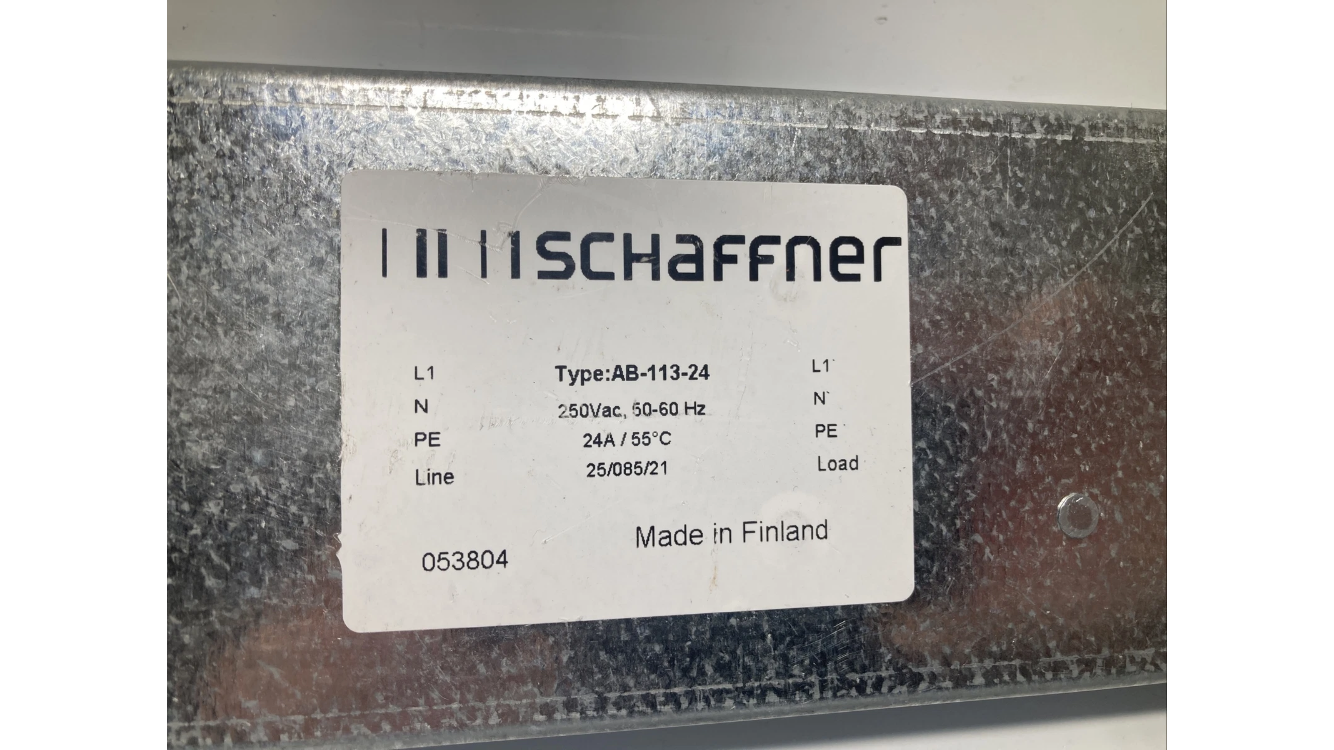 SCHAFFNER
L1 Type:AB-113-24 L1'
N 250Vac, 50-60 Hz N'
PE 24A / 55°C PE'
Line 25/085/21 Load
Made in Finland
053804